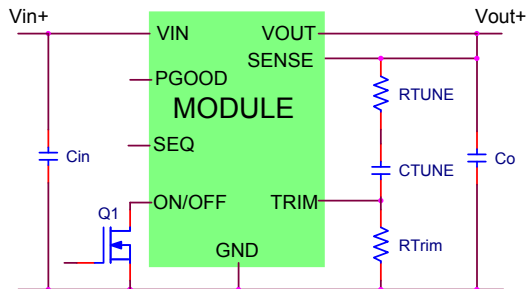 Vin+
Vout+
VIN
VOUT
SENSE
PGOOD
RTUNE
MODULE
SEQ
Cin
CTUNE
Co
ON/OFF
TRIM
Q1
RTrim
GND